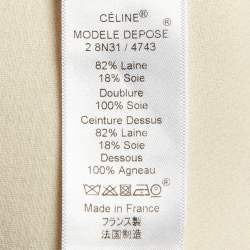 CÉLINE®
MODELE DEPOSE®
2 8N31 / 4743
82% Laine
18% Soie
Doublure
100% Soie
Ceinture Dessus
82% Laine
18% Soie
Dessous
100% Agneau
Made in France
フランス製
法国制造